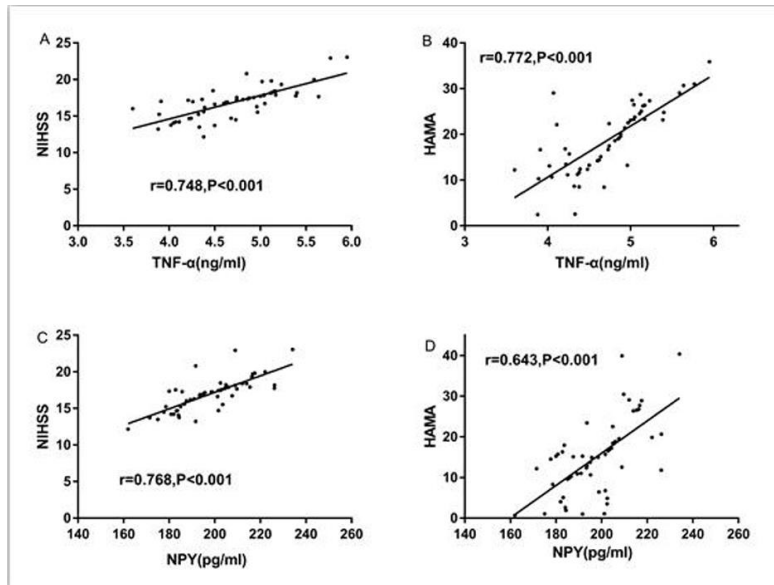 A
NIHSS
25
20
15
10
5
0
r=0.748,P<0.001
3.0 3.5 4.0 4.5 5.0 5.5 6.0
TNF-α(ng/ml)
B
HAMA
40
30
20
10
0
r=0.772,P<0.001
3 4 5 6
TNF-α(ng/ml)
C
NIHSS
25
20
15
10
5
0
r=0.768,P<0.001
140 160 180 200 220 240 260
NPY(pg/ml)
D
HAMA
40
30
20
10
0
r=0.643,P<0.001
140 160 180 200 220 240 260
NPY(pg/ml)